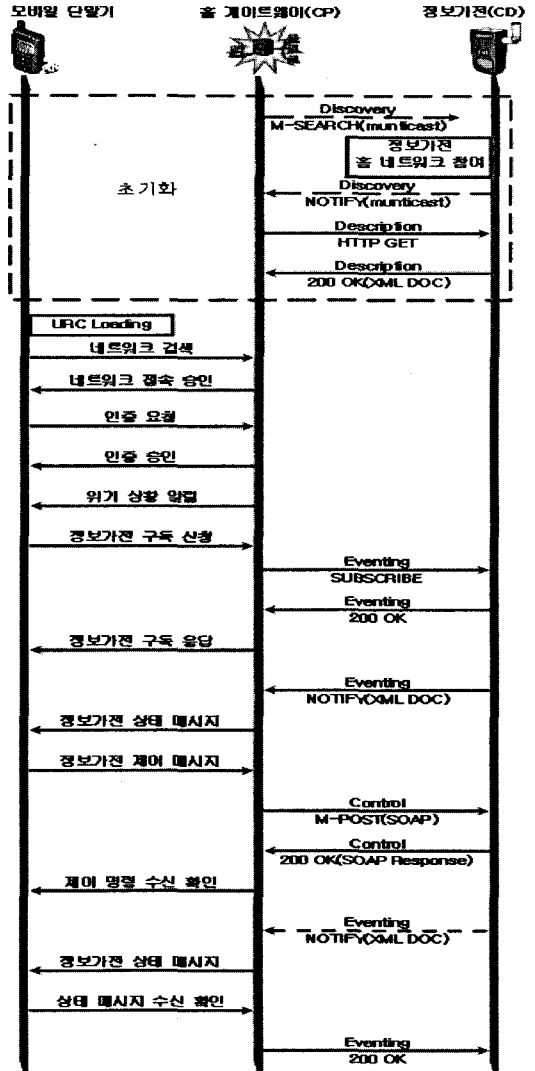 모바일 단말기
홈 게이트웨이(CP)
정보가전(CD)
Discovery
M-SEARCH(munticast)
정보가전
홈 네트워크 참여
초기화
Discovery
NOTIFY(munticast)
Description
HTTP GET
Description
200 OK(XML DOC)
URC Loading
네트워크 검색
네트워크 접속 승인
인증 요청
인증 승인
위기 상황 알림
정보가전 구독 신청
Eventing
SUBSCRIBE
Eventing
200 OK
정보가전 구독 응답
Eventing
NOTIFY(XML DOC)
정보가전 상태 메시지
정보가전 제어 메시지
Control
M-POST(SOAP)
Control
200 OK(SOAP Response)
제어 명령 수신 확인
Eventing
NOTIFY(XML DOC)
정보가전 상태 메시지
상태 메시지 수신 확인
Eventing
200 OK